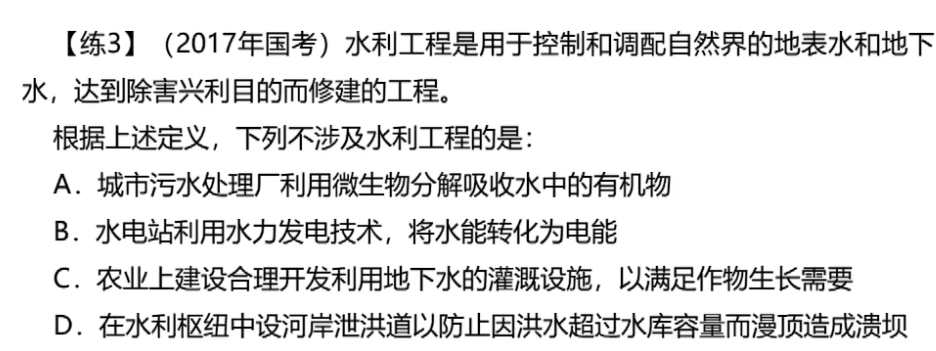 【练3】（2017年国考）水利工程是用于控制和调配自然界的地表水和地下
水，达到除害兴利目的而修建的工程。
根据上述定义，下列不涉及水利工程的是：
A．城市污水处理厂利用微生物分解吸收水中的有机物
B．水电站利用水力发电技术，将水能转化为电能
C．农业上建设合理开发利用地下水的灌溉设施，以满足作物生长需要
D．在水利枢纽中设河岸泄洪道以防止因洪水超过水库容量而漫顶造成溃坝